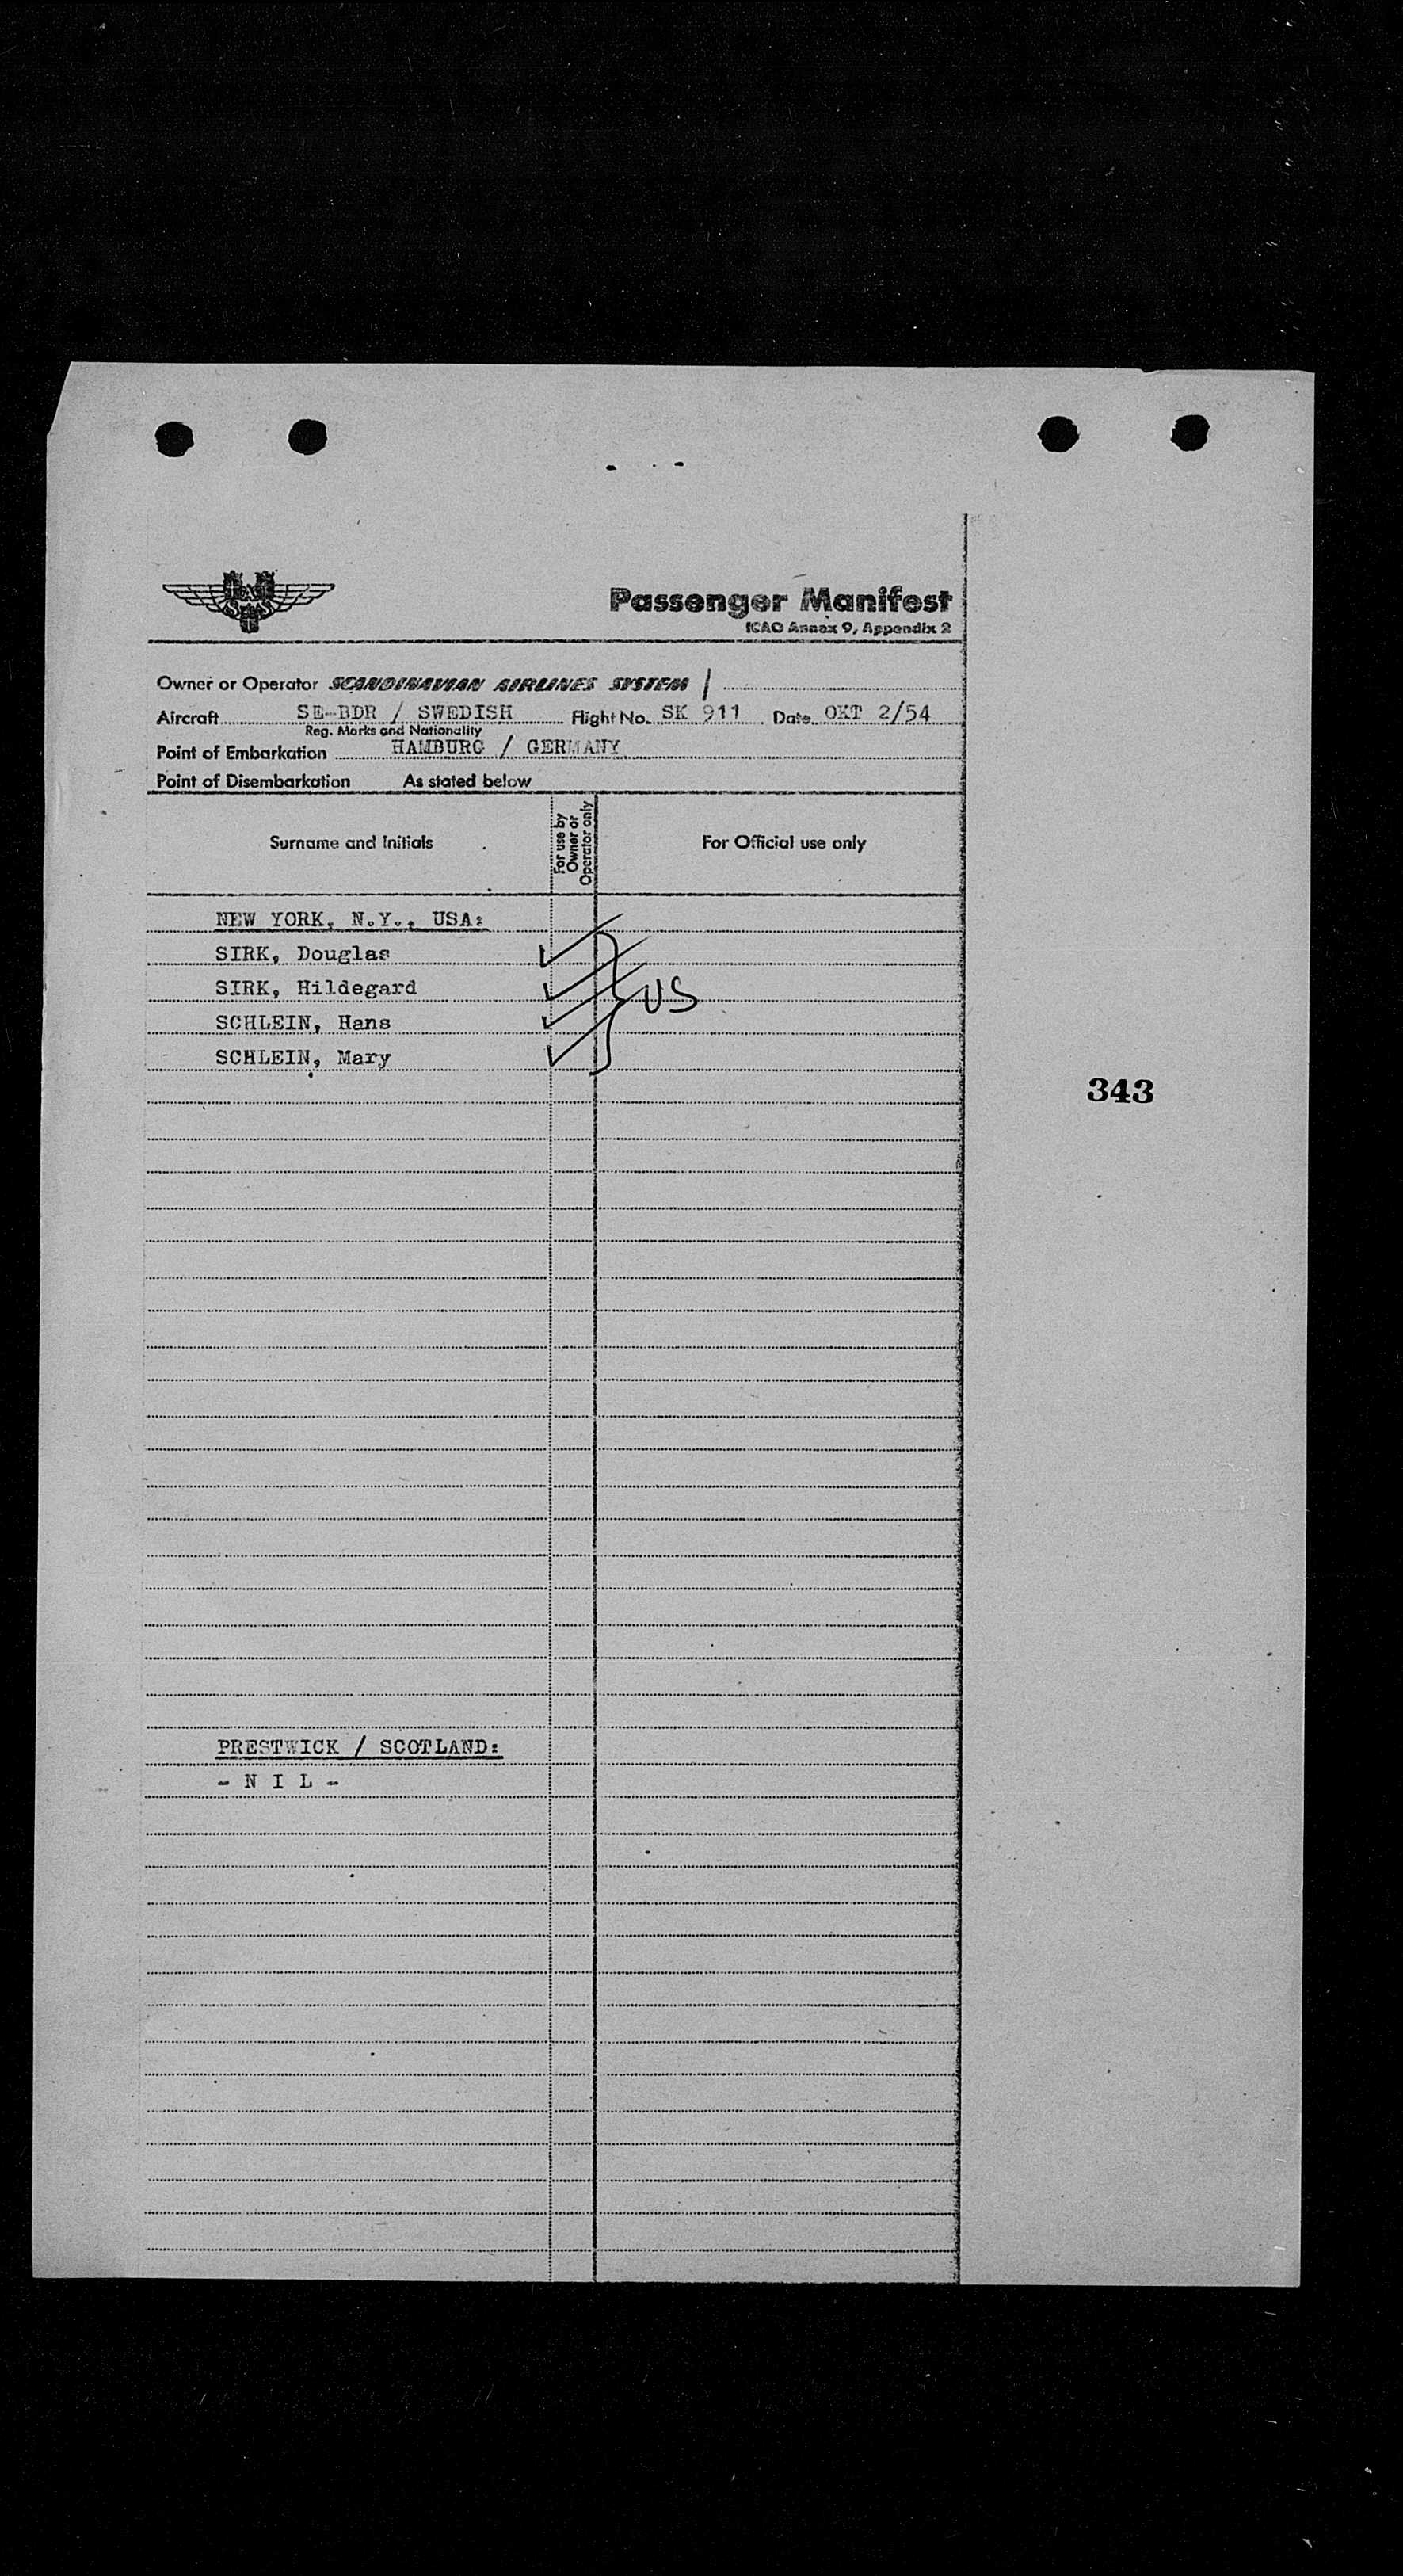 SAS
Passenger Manifest
ICAO Annex 9, Appendix 2
Owner or Operator SCANDINAVIAN AIRLINES SYSTEM /
Aircraft SE-BDR / SWEDISH Flight No. SK 911 Date OKT 2/54
Reg. Marks and Nationality
Point of Embarkation HAMBURG / GERMANY
Point of Disembarkation As stated below
Surname and Initials
For use by
Owner or
Operator only
For Official use only
NEW YORK, N.Y., USA:
SIRK, Douglas
SIRK, Hildegard
US
SCHLEIN, Hans
SCHLEIN, Mary
343
PRESTWICK / SCOTLAND:
- N I L -